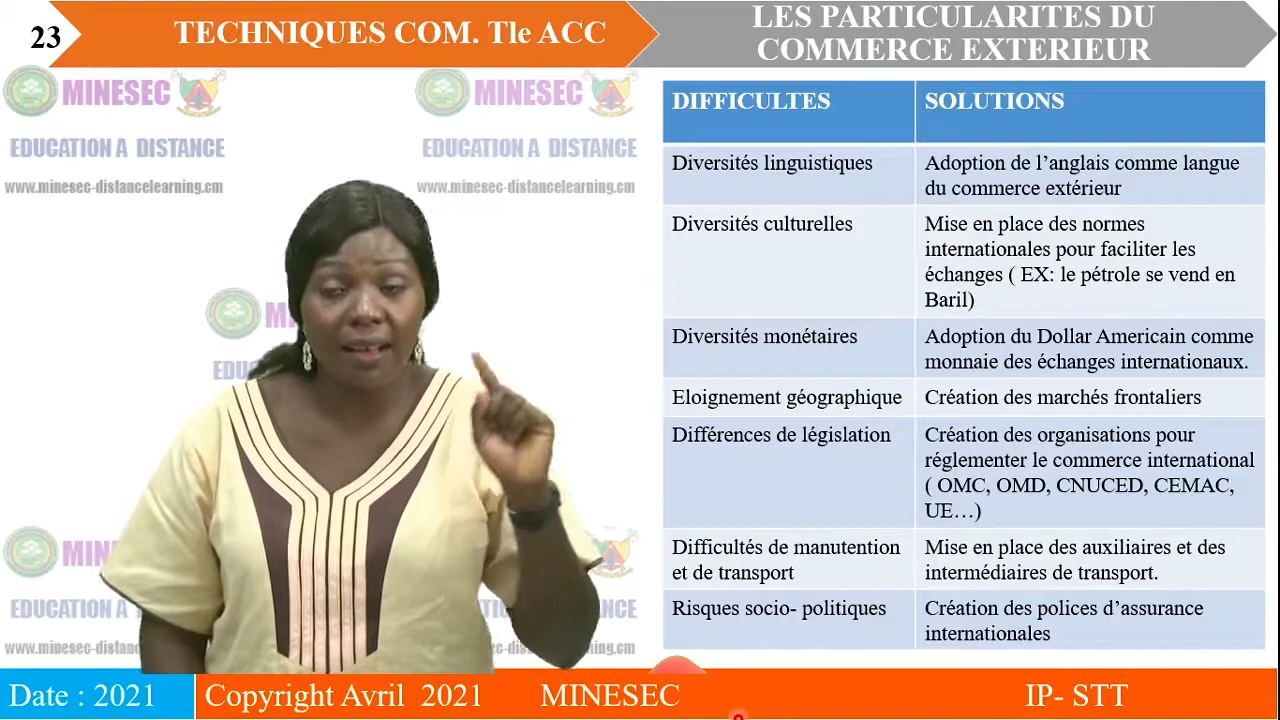 23
TECHNIQUES COM. Tle ACC
LES PARTICULARITES DU
COMMERCE EXTERIEUR
MINESEC
EDUCATION A DISTANCE
www.minesec-distancelearning.cm
MINESEC
EDUCATION A DISTANCE
www.minesec-distancelearning.cm
DIFFICULTES
SOLUTIONS
Diversités linguistiques
Adoption de l’anglais comme langue
du commerce extérieur
Diversités culturelles
Mise en place des normes
internationales pour faciliter les
échanges ( EX: le pétrole se vend en
Baril)
Diversités monétaires
Adoption du Dollar Americain comme
monnaie des échanges internationaux.
Eloignement géographique
Création des marchés frontaliers
Différences de législation
Création des organisations pour
réglementer le commerce international
( OMC, OMD, CNUCED, CEMAC,
UE…)
Difficultés de manutention
et de transport
Mise en place des auxiliaires et des
intermédiaires de transport.
Risques socio- politiques
Création des polices d’assurance
internationales
Date : 2021
Copyright Avril 2021
MINESEC
IP- STT